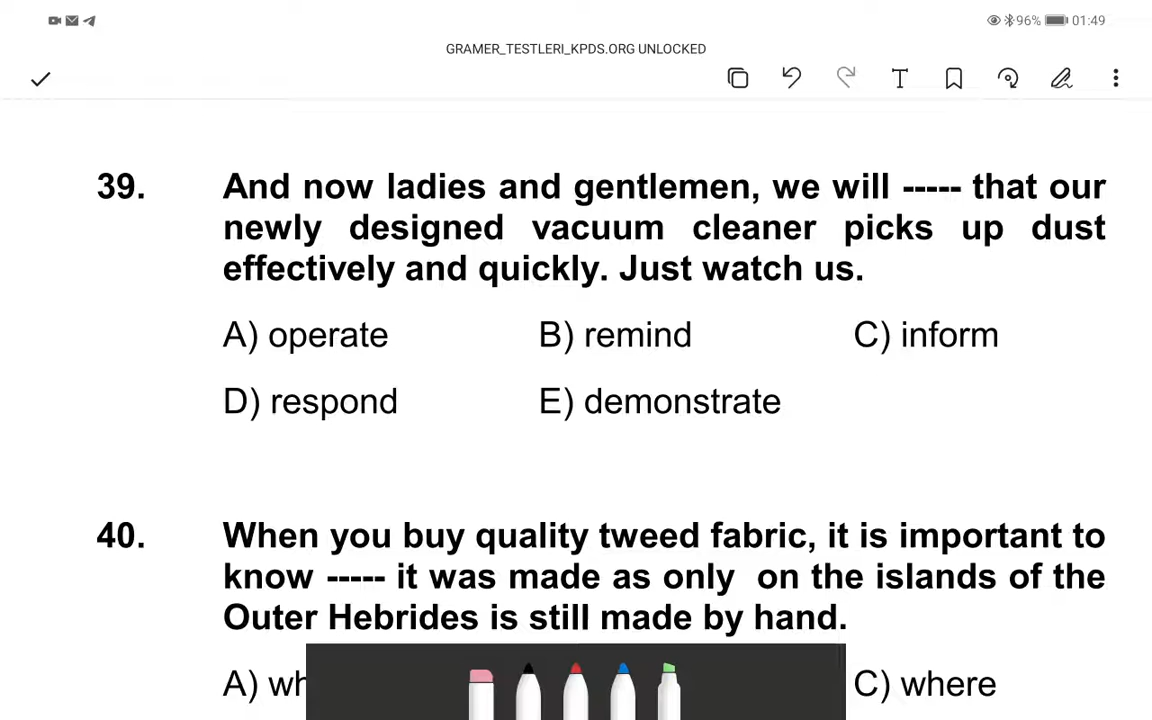 96% 01:49
GRAMER_TESTLERI_KPDS.ORG UNLOCKED
39. And now ladies and gentlemen, we will ----- that our
newly designed vacuum cleaner picks up dust
effectively and quickly. Just watch us.
A) operate B) remind C) inform
D) respond E) demonstrate
40. When you buy quality tweed fabric, it is important to
know ----- it was made as only on the islands of the
Outer Hebrides is still made by hand.
A) wh C) where